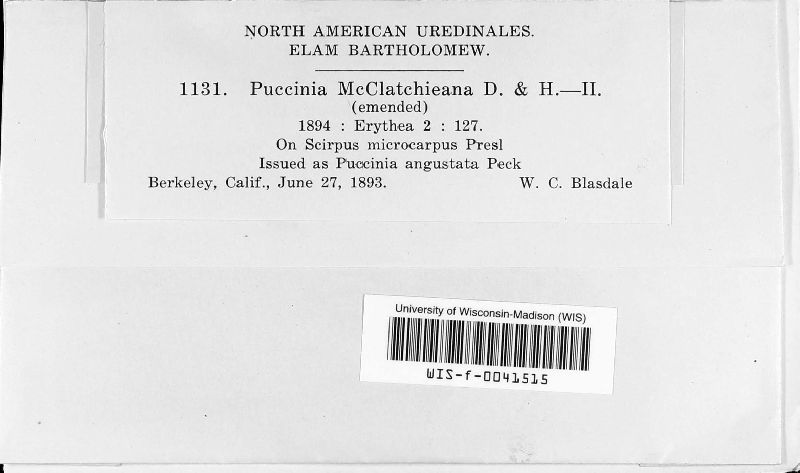 NORTH AMERICAN UREDINALES.
ELAM BARTHOLOMEW.
1131. Puccinia McClatchieana D. & H.—II.
(emended)
1894 : Erythea 2 : 127.
On Scirpus microcarpus Presl
Issued as Puccinia angustata Peck
Berkeley, Calif., June 27, 1893. W. C. Blasdale
University of Wisconsin-Madison (WIS)
WIS-f-0041515